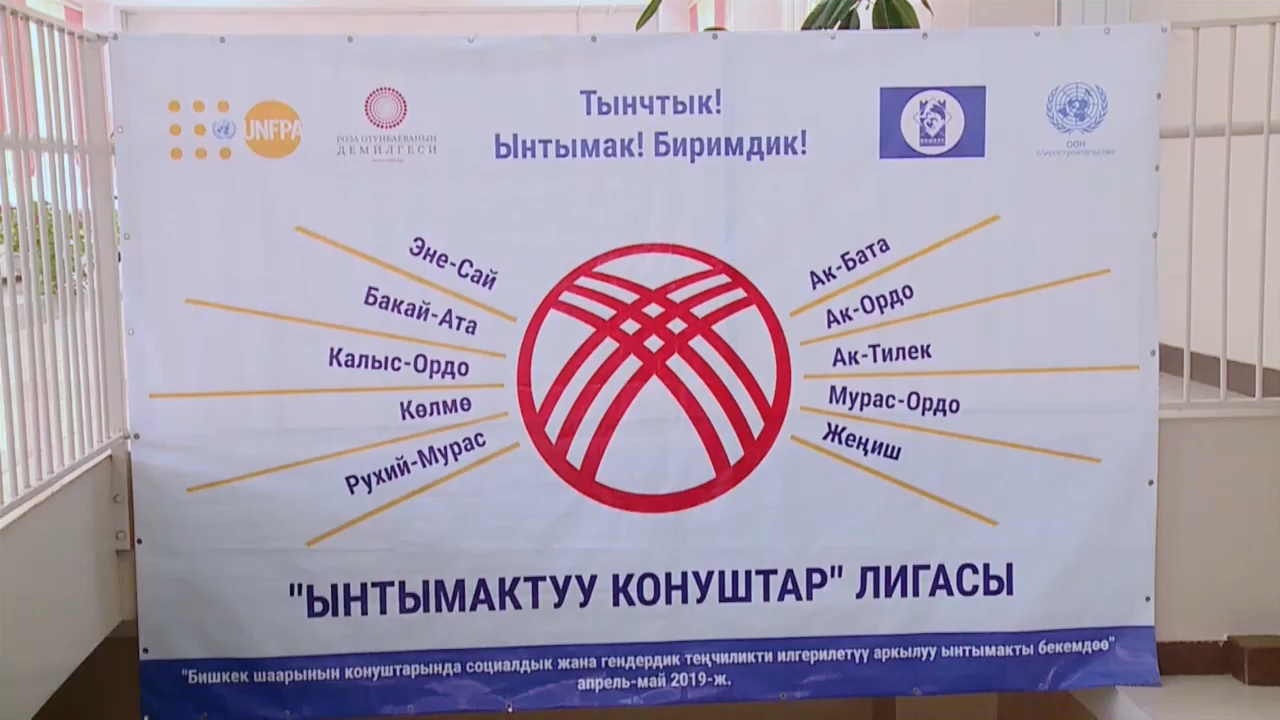 UNFPA
РОЗА ОТУНБАЕВАНЫН
ДЕМИЛГЕСИ
Тынчтык!
Ынтымак! Биримдик!
ООН
Эне-Сай
Бакай-Ата
Калыс-Ордо
Көлмө
Рухий-Мурас
Ак-Бата
Ак-Ордо
Ак-Тилек
Мурас-Ордо
Жеңиш
"ЫНТЫМАКТУУ КОНУШТАР" ЛИГАСЫ
"Бишкек шаарынын конуштарында социалдык жана гендердик теңчиликти илгерилетүү аркылуу ынтымакты бекемдөө"
апрель-май 2019-ж.